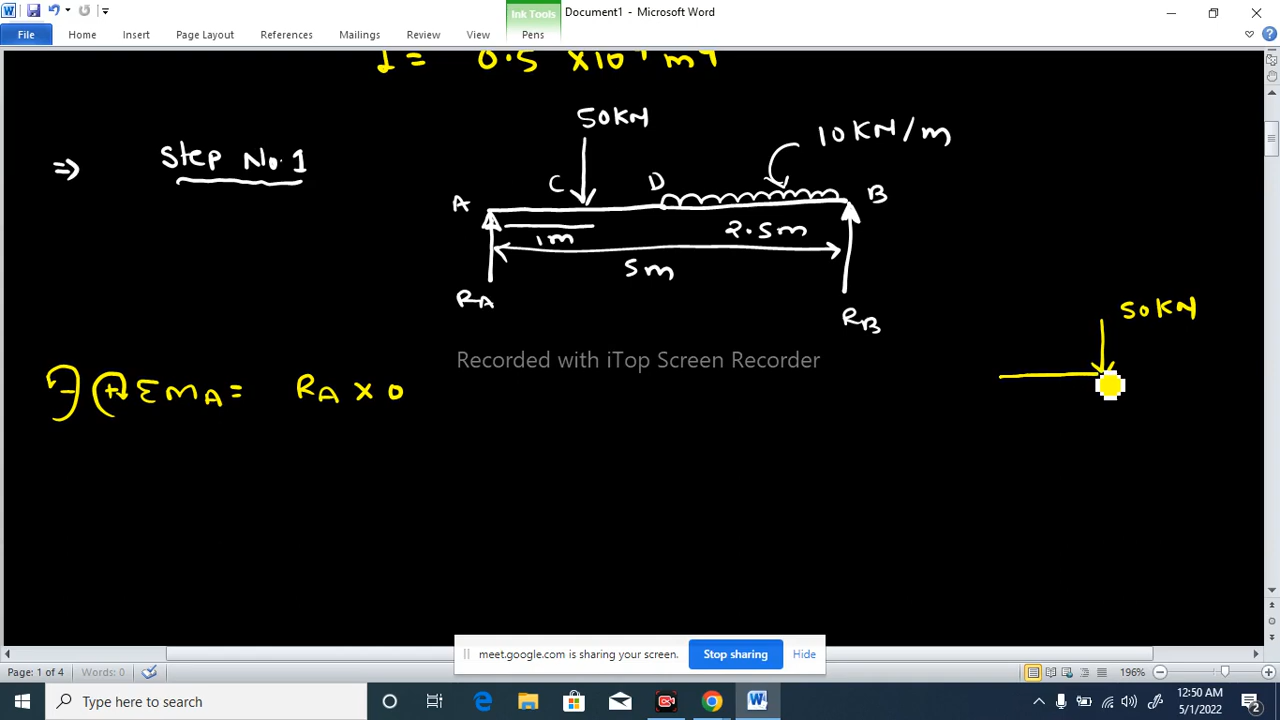 Ink Tools
Document1 - Microsoft Word
File Home Insert Page Layout References Mailings Review View Pens
I = 0.5 ×10 m4
50KN
10KN/m
⇒ Step No.1
A C D B
1m 2.5m
5m
RA
RB
50KN
Recorded with iTop Screen Recorder
ΣMA = RA × 0
meet.google.com is sharing your screen. Stop sharing Hide
Page: 1 of 4 Words: 0 196%
Type here to search
12:50 AM
5/1/2022
2